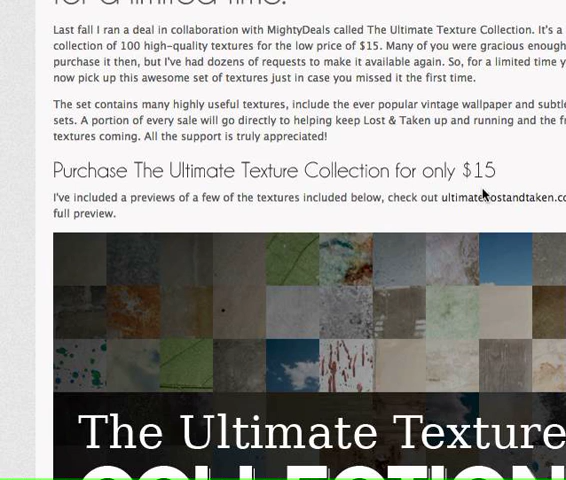 for a limited time!
Last fall I ran a deal in collaboration with MightyDeals called The Ultimate Texture Collection. It's a
collection of 100 high-quality textures for the low price of $15. Many of you were gracious enough
purchase it then, but I've had dozens of requests to make it available again. So, for a limited time y
now pick up this awesome set of textures just in case you missed it the first time.
The set contains many highly useful textures, include the ever popular vintage wallpaper and subtle
sets. A portion of every sale will go directly to helping keep Lost & Taken up and running and the fr
textures coming. All the support is truly appreciated!
Purchase The Ultimate Texture Collection for only $15
I've included a previews of a few of the textures included below, check out ultimate.lostandtaken.co
full preview.
The Ultimate Texture
COLLECTION